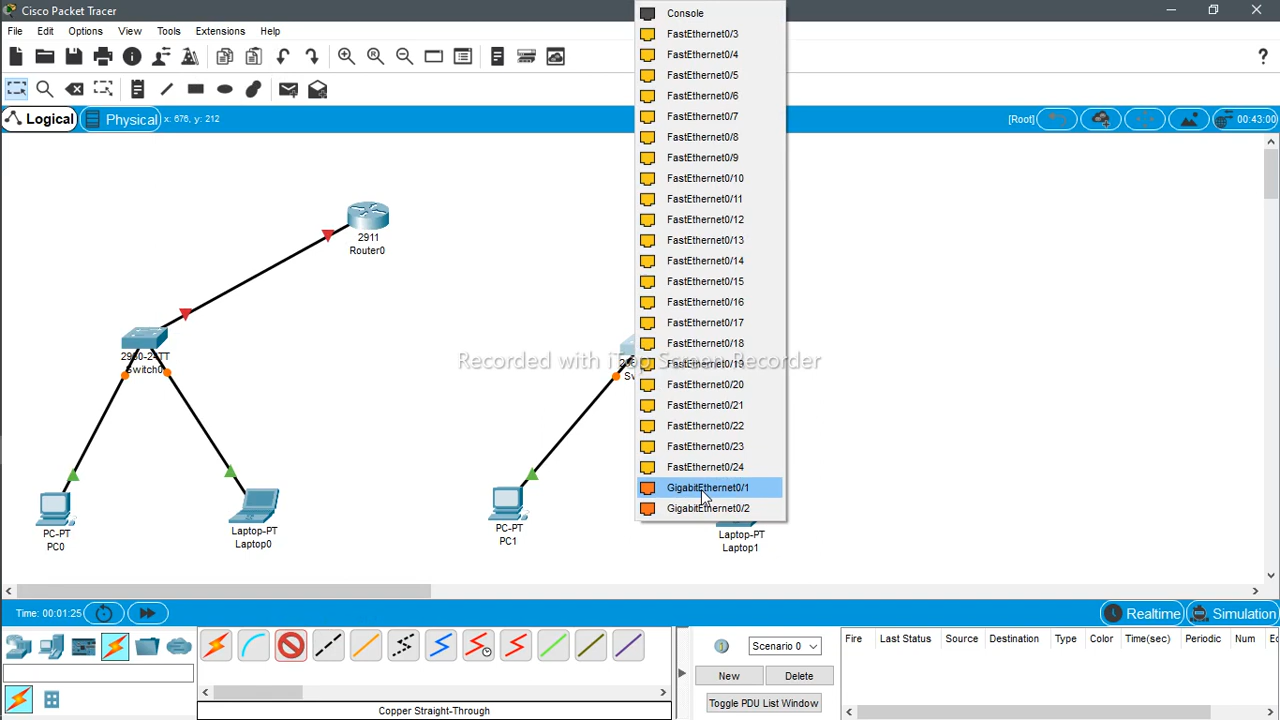 Cisco Packet Tracer
File Edit Options View Tools Extensions Help
Logical Physical x: 676, y: 212 [Root] 00:43:00
Console
FastEthernet0/3
FastEthernet0/4
FastEthernet0/5
FastEthernet0/6
FastEthernet0/7
FastEthernet0/8
FastEthernet0/9
FastEthernet0/10
FastEthernet0/11
FastEthernet0/12
FastEthernet0/13
FastEthernet0/14
FastEthernet0/15
FastEthernet0/16
FastEthernet0/17
FastEthernet0/18
FastEthernet0/19
FastEthernet0/20
FastEthernet0/21
FastEthernet0/22
FastEthernet0/23
FastEthernet0/24
GigabitEthernet0/1
GigabitEthernet0/2
2911
Router0
2960-24TT
Switch0
Recorded with iTop Screen Recorder
PC-PT
PC0
Laptop-PT
Laptop0
PC-PT
PC1
Laptop-PT
Laptop1
Time: 00:01:25 Realtime Simulation
Scenario 0
New Delete
Toggle PDU List Window
Fire Last Status Source Destination Type Color Time(sec) Periodic Num
Copper Straight-Through